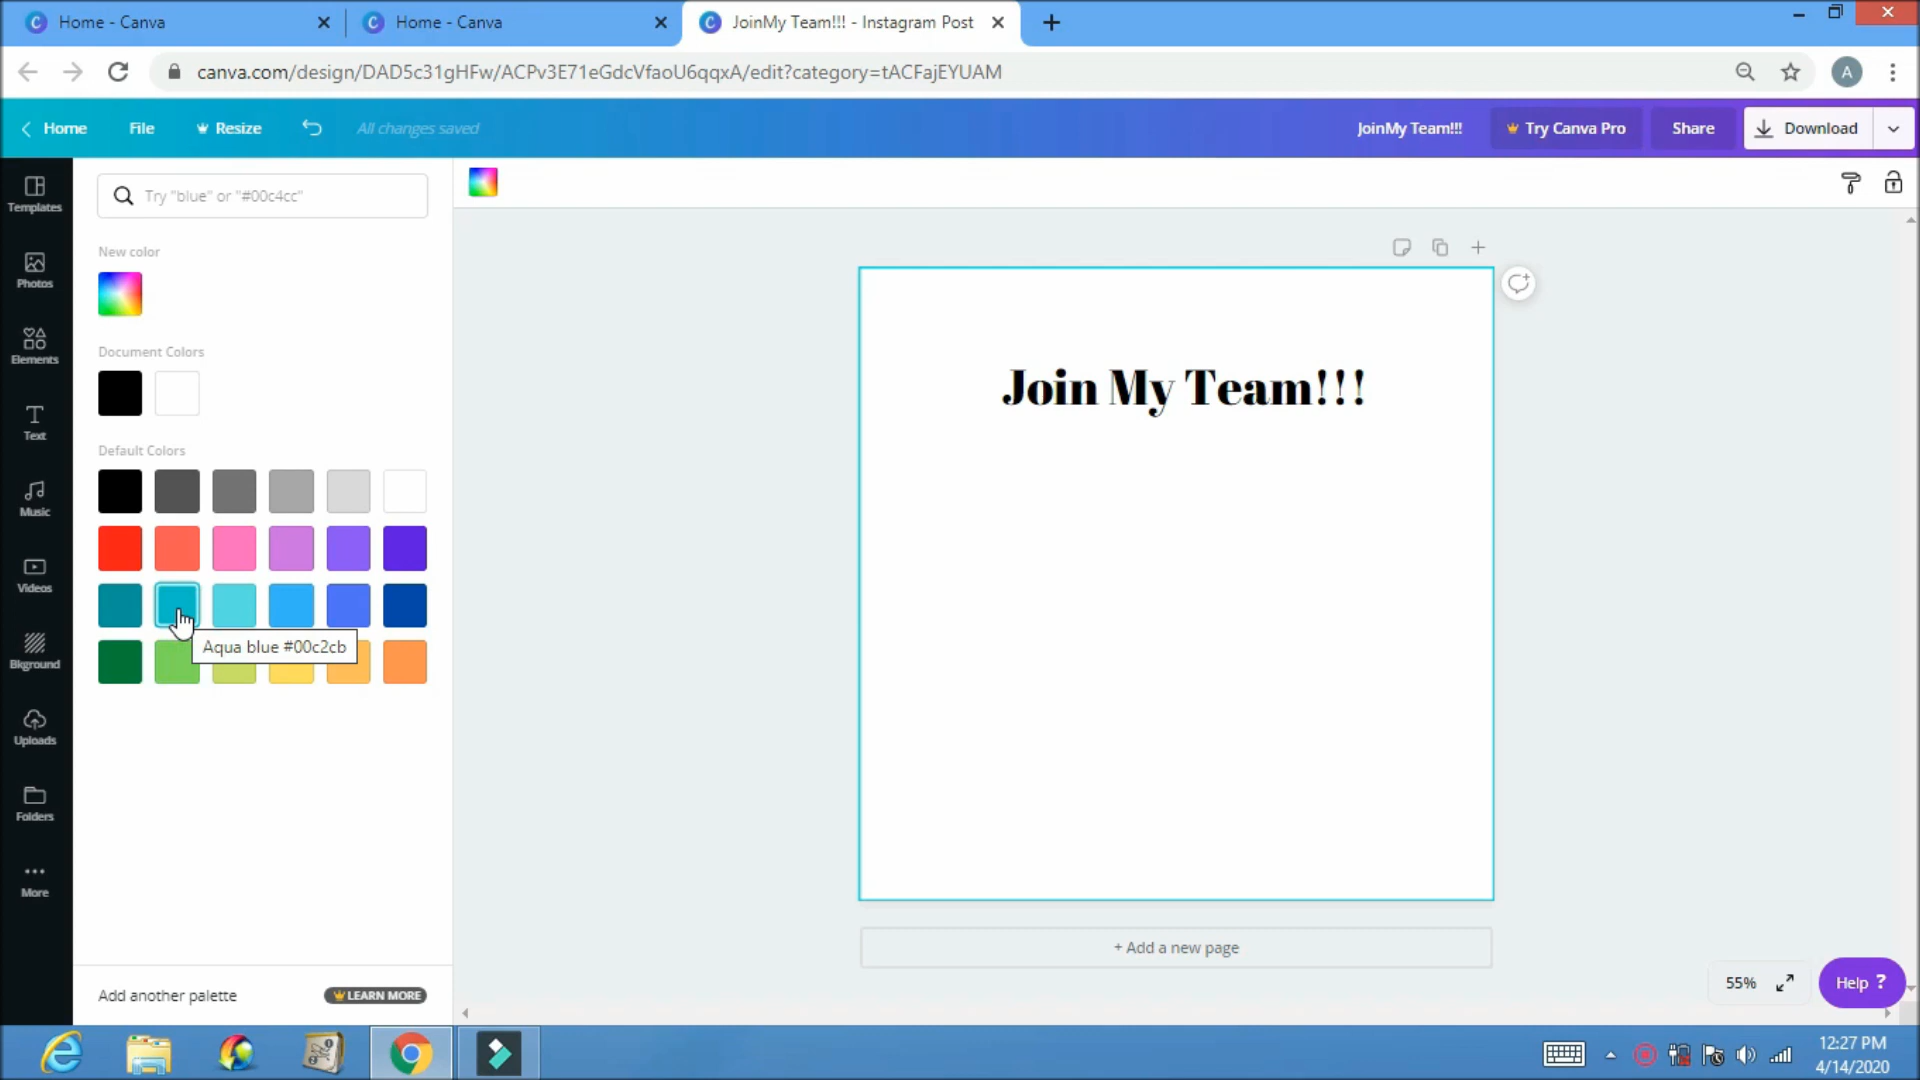 Home - Canva
Home - Canva
JoinMy Team!!! - Instagram Post
canva.com/design/DAD5c31gHFw/ACPv3E71eGdcVfaoU6qqxA/edit?category=tACFajEYUAM
A
Home
File
Resize
All changes saved
JoinMy Team!!!
Try Canva Pro
Share
Download
Templates
Photos
Elements
Text
Music
Videos
Bkground
Uploads
Folders
More
Try "blue" or "#00c4cc"
New color
Document Colors
Default Colors
Aqua blue #00c2cb
Add another palette
LEARN MORE
Join My Team!!!
+ Add a new page
55%
Help ?
12:27 PM
4/14/2020